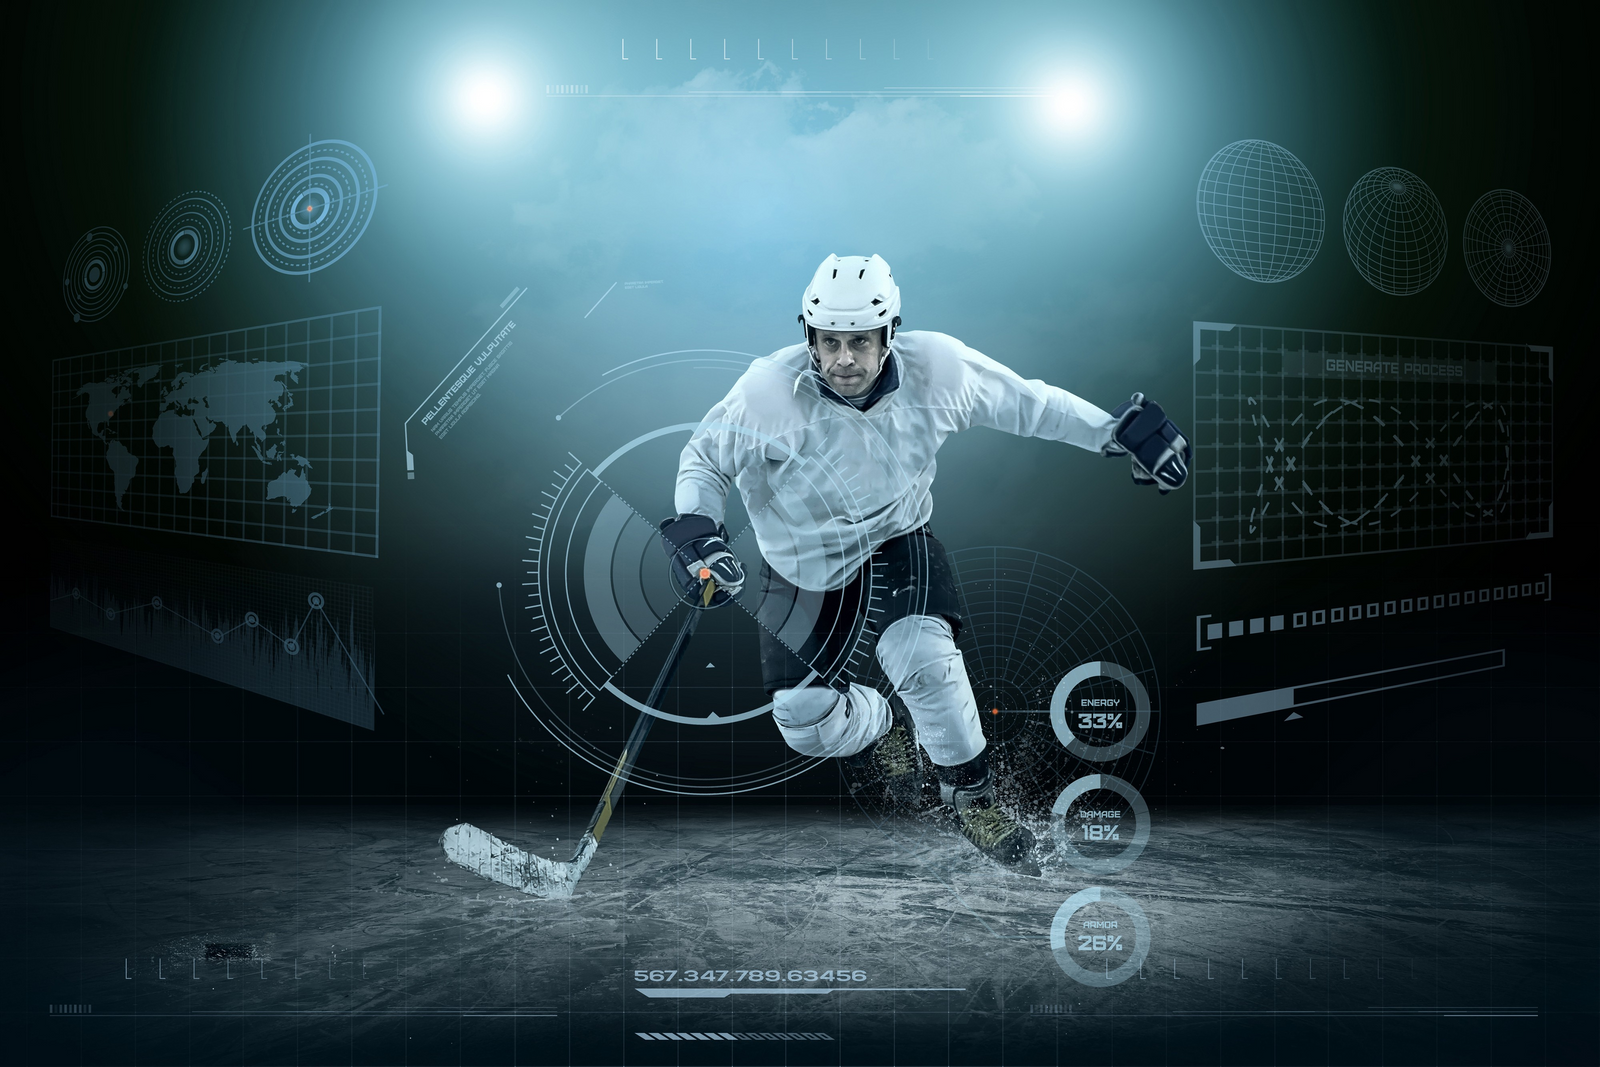 PELLENTESQUE VULPUTATE
GENERATE PROCESS
ENERGY
33%
DAMAGE
18%
ARMOR
26%
567.347.789.63456